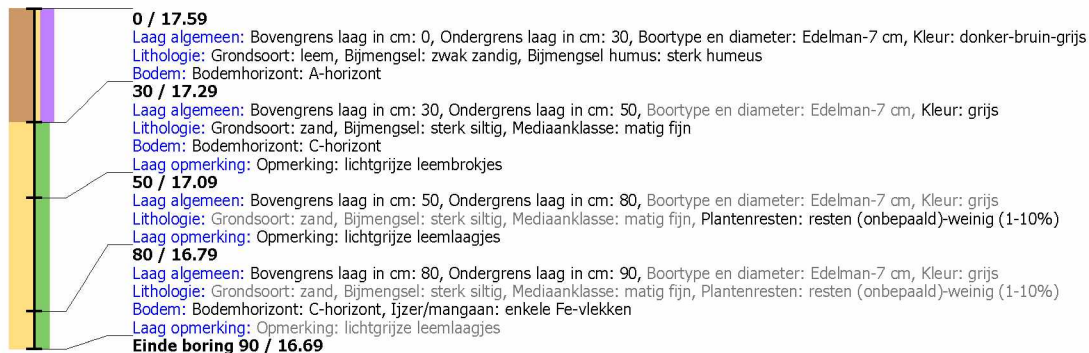 0 / 17.59
Laag algemeen: Bovengrens laag in cm: 0, Ondergrens laag in cm: 30, Boortype en diameter: Edelman-7 cm, Kleur: donker-bruin-grijs
Lithologie: Grondsoort: leem, Bijmengsel: zwak zandig, Bijmengsel humus: sterk humeus
Bodem: Bodemhorizont: A-horizont
30 / 17.29
Laag algemeen: Bovengrens laag in cm: 30, Ondergrens laag in cm: 50, Boortype en diameter: Edelman-7 cm, Kleur: grijs
Lithologie: Grondsoort: zand, Bijmengsel: sterk siltig, Mediaanklasse: matig fijn
Bodem: Bodemhorizont: C-horizont
Laag opmerking: Opmerking: lichtgrijze leembrokjes
50 / 17.09
Laag algemeen: Bovengrens laag in cm: 50, Ondergrens laag in cm: 80, Boortype en diameter: Edelman-7 cm, Kleur: grijs
Lithologie: Grondsoort: zand, Bijmengsel: sterk siltig, Mediaanklasse: matig fijn, Plantenresten: resten (onbepaald)-weinig (1-10%)
Laag opmerking: Opmerking: lichtgrijze leemlaagjes
80 / 16.79
Laag algemeen: Bovengrens laag in cm: 80, Ondergrens laag in cm: 90, Boortype en diameter: Edelman-7 cm, Kleur: grijs
Lithologie: Grondsoort: zand, Bijmengsel: sterk siltig, Mediaanklasse: matig fijn, Plantenresten: resten (onbepaald)-weinig (1-10%)
Bodem: Bodemhorizont: C-horizont, Ijzer/mangaan: enkele Fe-vlekken
Laag opmerking: Opmerking: lichtgrijze leemlaagjes
Einde boring 90 / 16.69